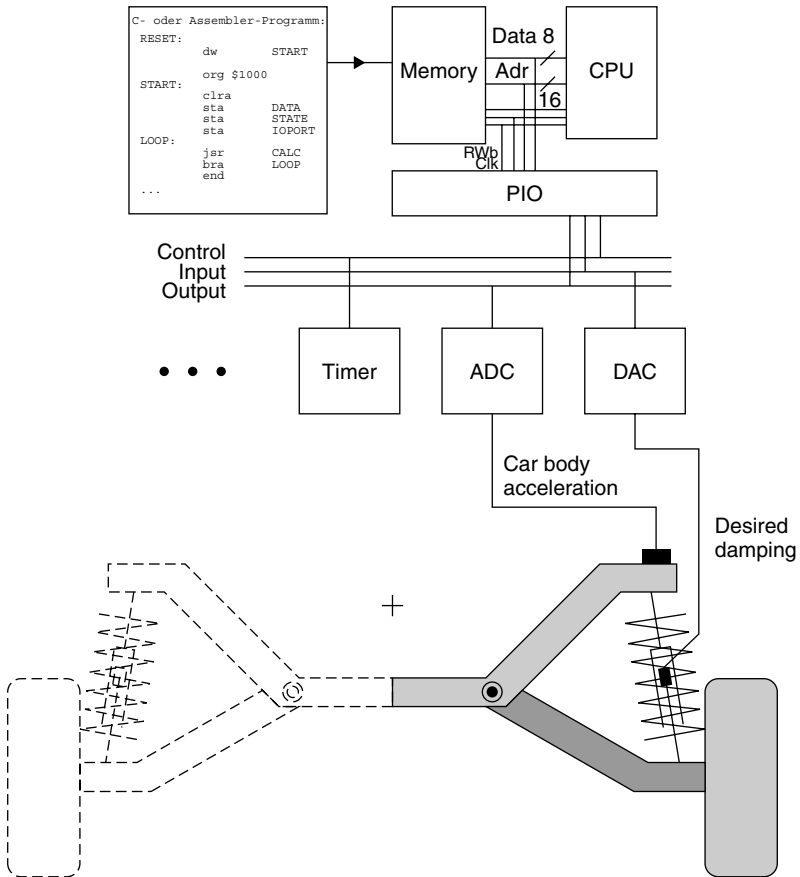 C- oder Assembler-Programm:
RESET:
dw START
org $1000
START:
clra
sta DATA
sta STATE
sta IOPORT
LOOP:
jsr CALC
bra LOOP
end
...
Memory
Data 8
Adr
16
CPU
RWb
Clk
PIO
Control
Input
Output
Timer
ADC
DAC
Car body
acceleration
Desired
damping